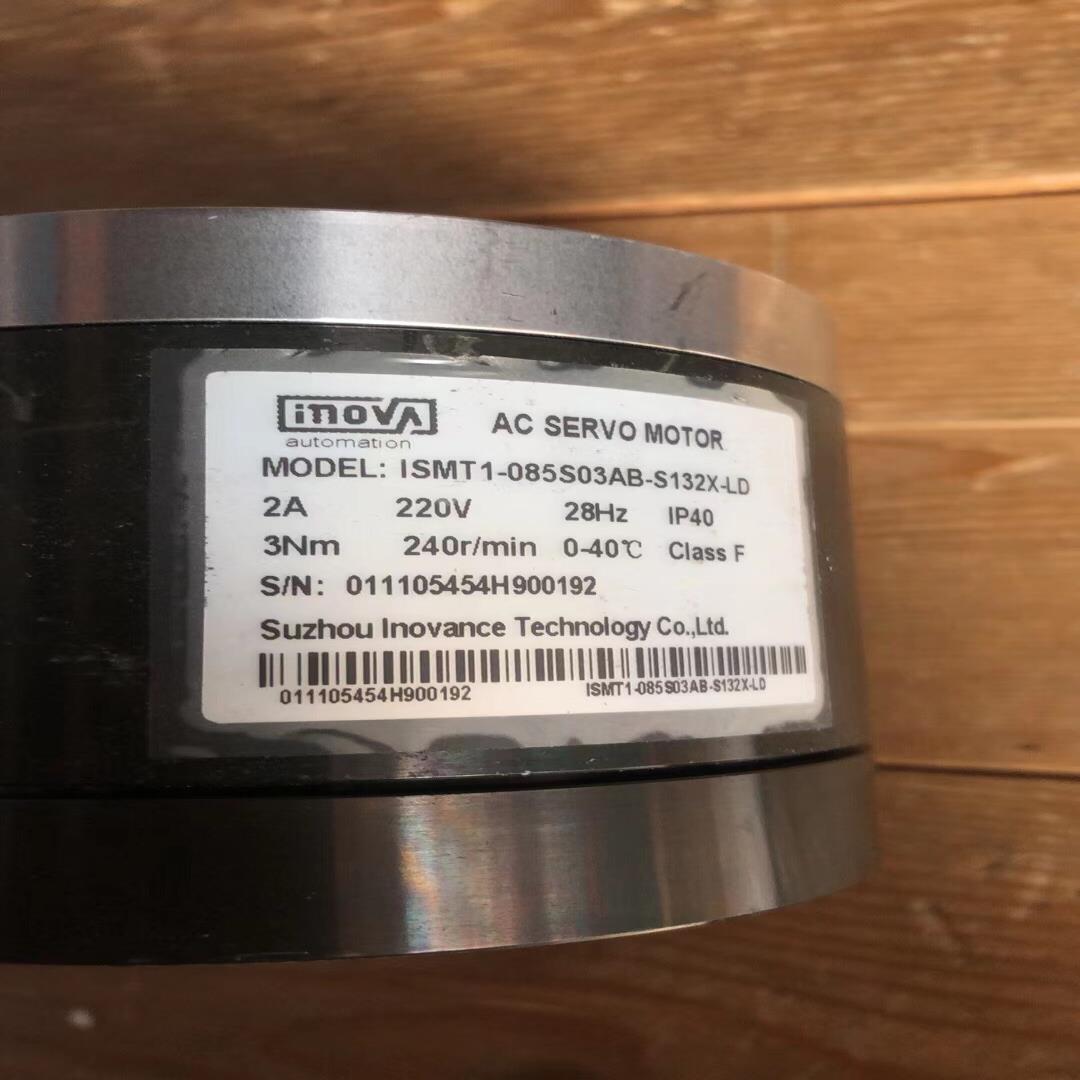 inovA
automation
AC SERVO MOTOR
MODEL: ISMT1-085S03AB-S132X-LD
2A 220V 28Hz IP40
3Nm 240r/min 0-40℃ Class F
S/N: 011105454H900192
Suzhou Inovance Technology Co.,Ltd.
011105454H900192 ISMT1-085S03AB-S132X-LD